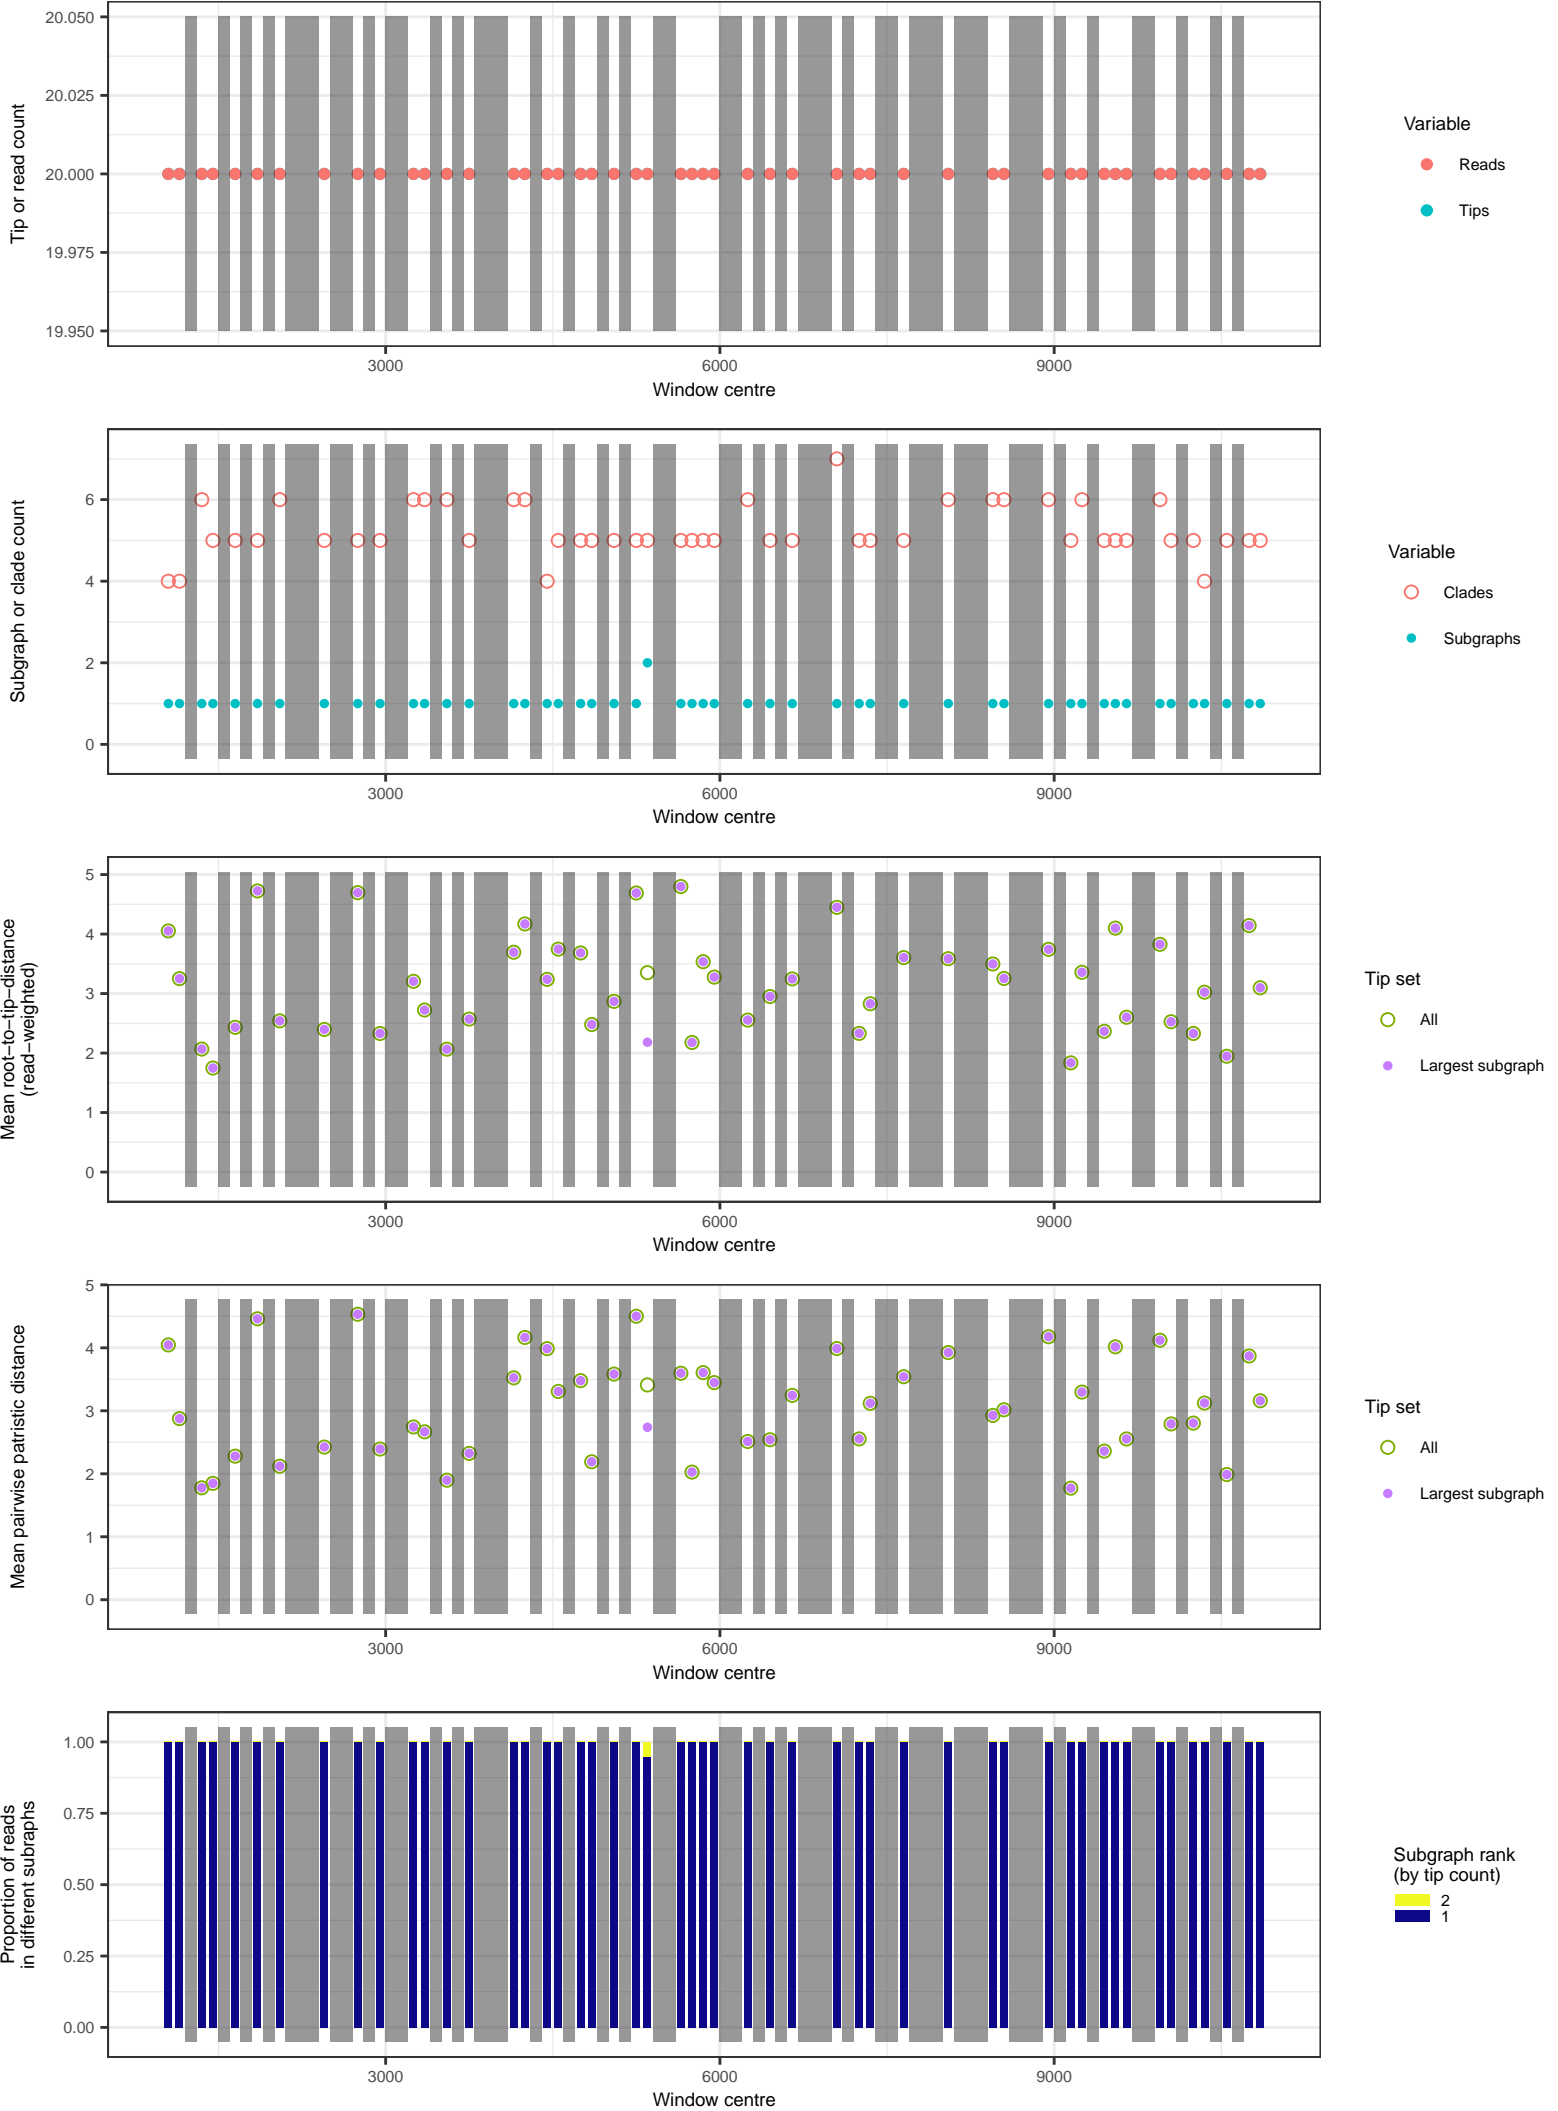 20.050
20.025
20.000
19.975
19.950
Tip or read count
3000
6000
9000
Window centre
Variable
Reads
Tips
6
4
2
0
Subgraph or clade count
3000
6000
9000
Window centre
Variable
Clades
Subgraphs
5
4
3
2
1
0
Mean root−to−tip−distance
(read−weighted)
3000
6000
9000
Window centre
Tip set
All
Largest subgraph
5
4
3
2
1
0
Mean pairwise patristic distance
3000
6000
9000
Window centre
Tip set
All
Largest subgraph
1.00
0.75
0.50
0.25
0.00
Proportion of reads
in different subraphs
3000
6000
9000
Window centre
Subgraph rank
(by tip count)
2
1